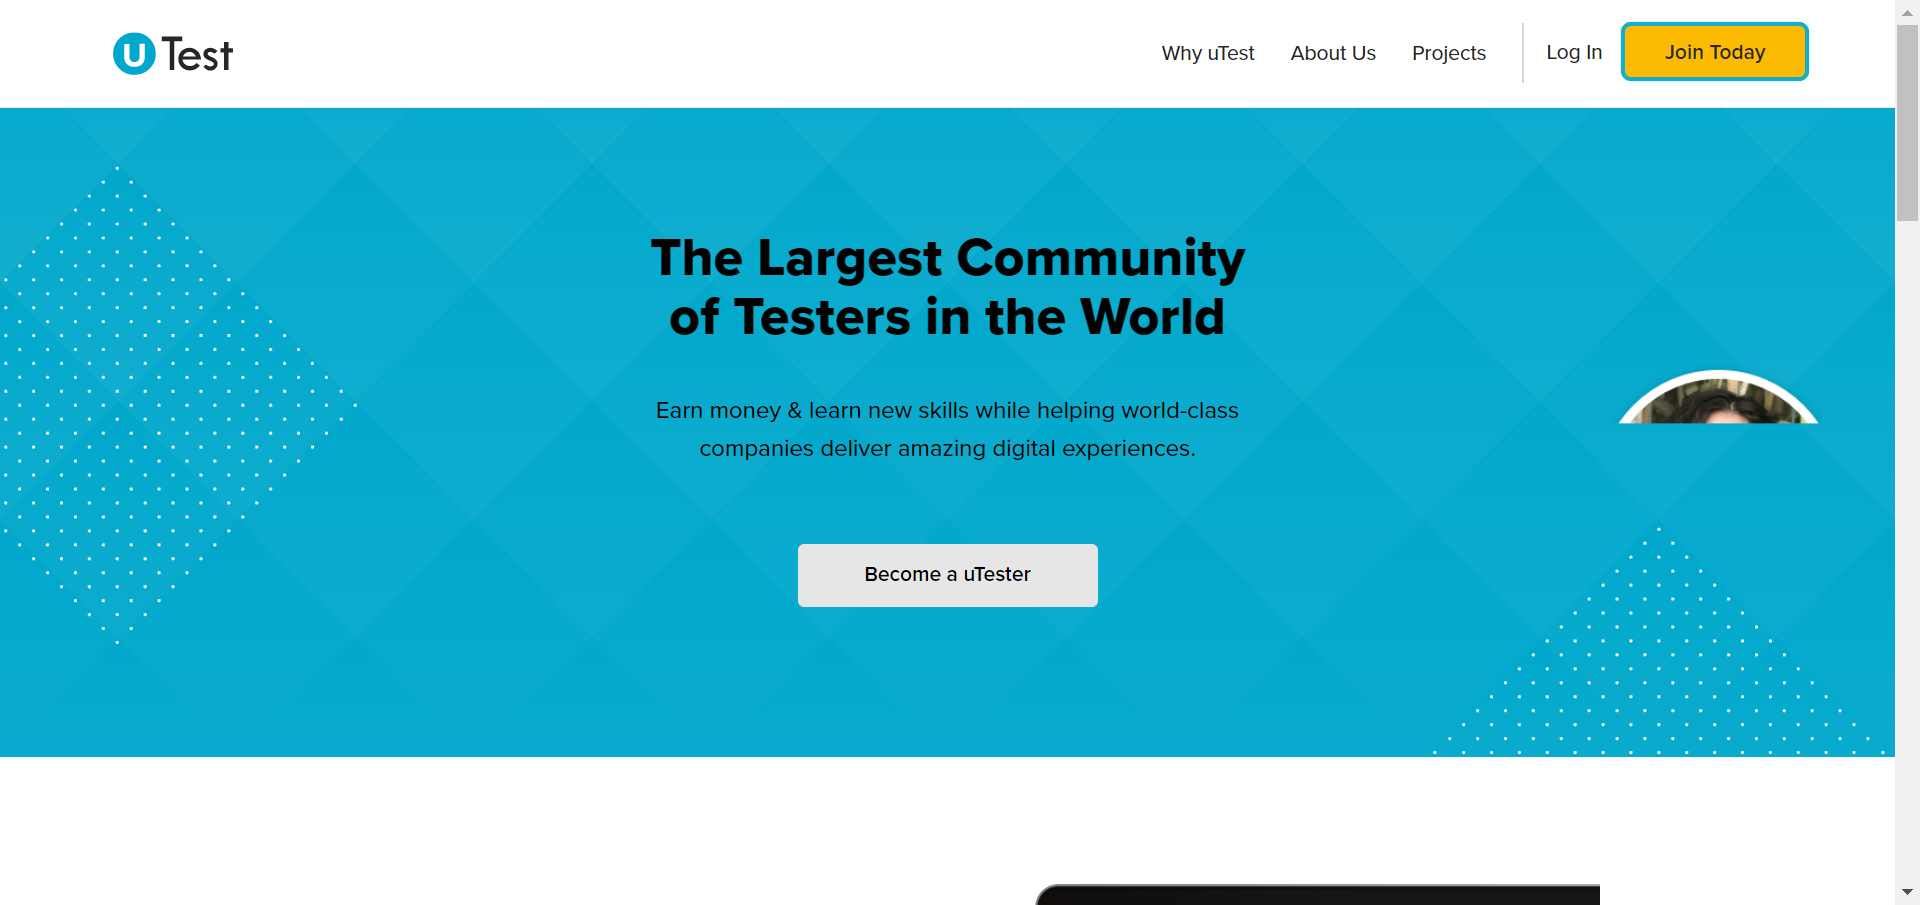 uTest
Why uTest
About Us
Projects
Log In
Join Today
The Largest Community
of Testers in the World
Earn money & learn new skills while helping world-class
companies deliver amazing digital experiences.
Become a uTester